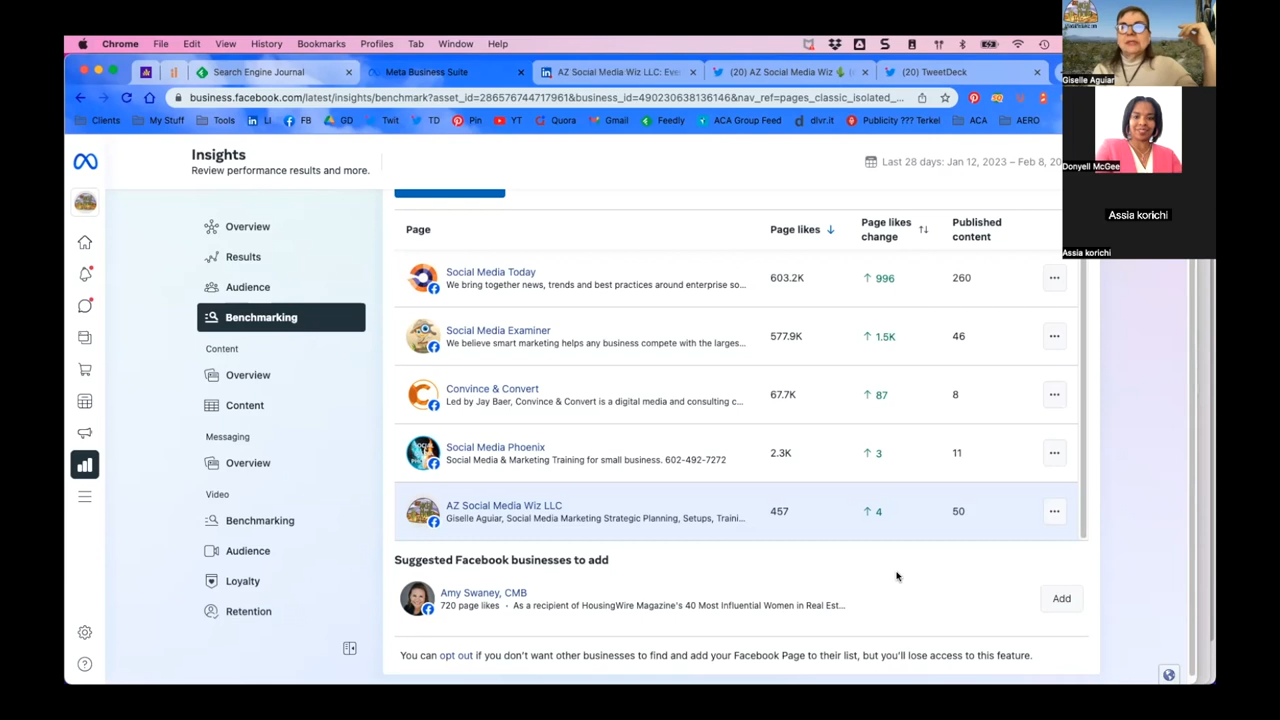 Chrome File Edit View History Bookmarks Profiles Tab Window Help
Search Engine Journal
Meta Business Suite
AZ Social Media Wiz LLC: Eve
(20) AZ Social Media Wiz
(20) TweetDeck
business.facebook.com/latest/insights/benchmark?asset_id=286576744717961&business_id=490230638136146&nav_ref=pages_classic_isolated_...
Clients My Stuff Tools LI FB GD Twit TD Pin YT Quora Gmail Feedly ACA Group Feed dlvr.it Publicity ??? Terkel ACA AERO
Giselle Aguiar
Donyell McGee
Assia korichi
Assia korichi
Insights
Review performance results and more.
Last 28 days: Jan 12, 2023 – Feb 8, 20
Overview
Results
Audience
Benchmarking
Content
Overview
Content
Messaging
Overview
Video
Benchmarking
Audience
Loyalty
Retention
Page Page likes Page likes change Published content
Social Media Today
We bring together news, trends and best practices around enterprise so...
603.2K 996 260
Social Media Examiner
We believe smart marketing helps any business compete with the larges...
577.9K 1.5K 46
Convince & Convert
Led by Jay Baer, Convince & Convert is a digital media and consulting c...
67.7K 87 8
Social Media Phoenix
Social Media & Marketing Training for small business. 602-492-7272
2.3K 3 11
AZ Social Media Wiz LLC
Giselle Aguiar, Social Media Marketing Strategic Planning, Setups, Traini...
457 4 50
Suggested Facebook businesses to add
Amy Swaney, CMB
720 page likes · As a recipient of HousingWire Magazine's 40 Most Influential Women in Real Est...
Add
You can opt out if you don't want other businesses to find and add your Facebook Page to their list, but you'll lose access to this feature.